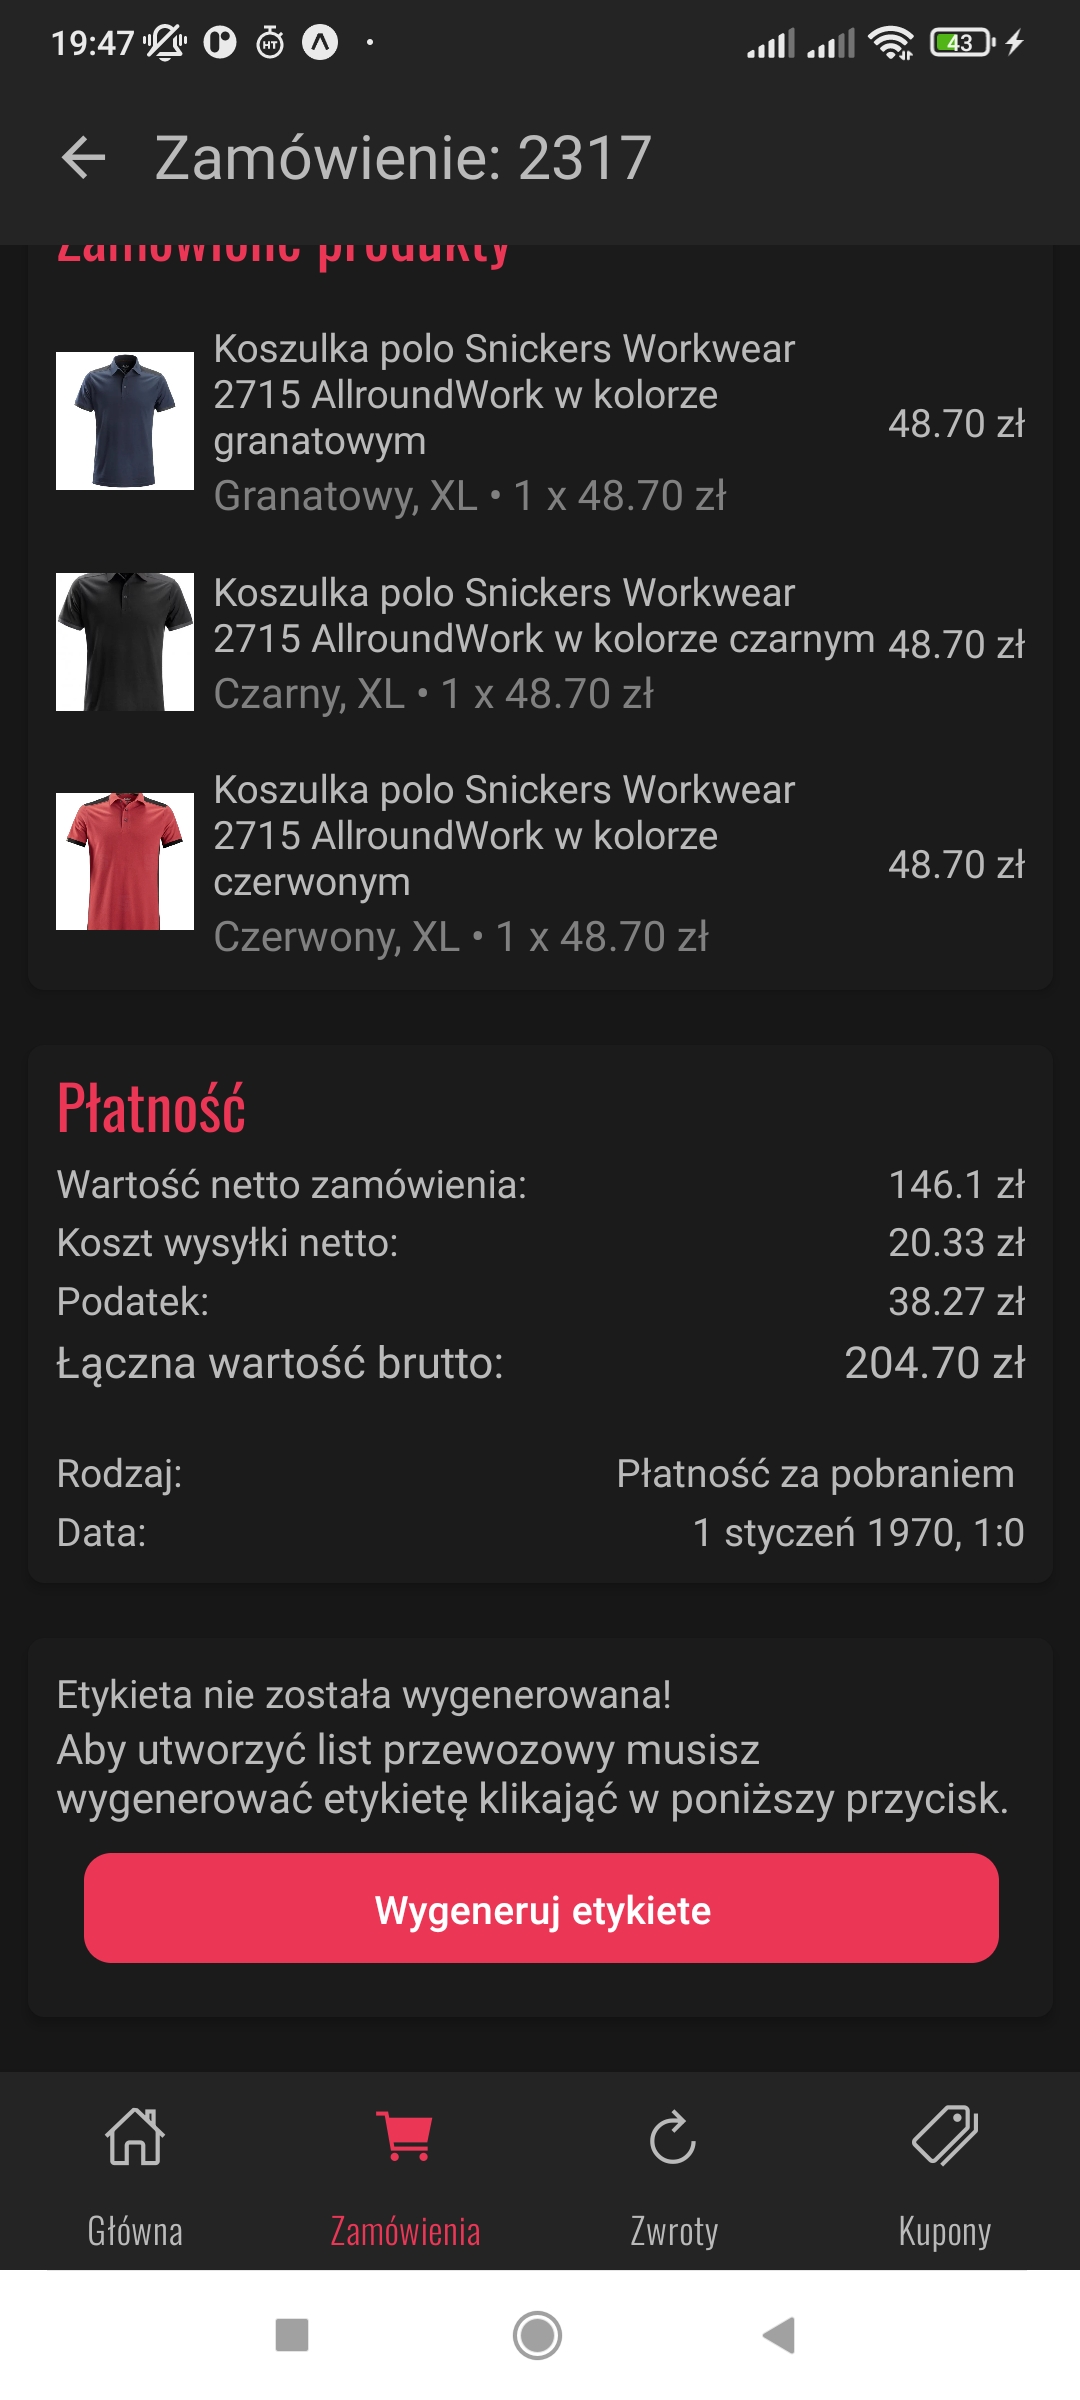 19:47
43
Zamówienie: 2317
Zamówione produkty
Koszulka polo Snickers Workwear
2715 AllroundWork w kolorze
granatowym
48.70 zł
Granatowy, XL • 1 x 48.70 zł
Koszulka polo Snickers Workwear
2715 AllroundWork w kolorze czarnym
48.70 zł
Czarny, XL • 1 x 48.70 zł
Koszulka polo Snickers Workwear
2715 AllroundWork w kolorze
czerwonym
48.70 zł
Czerwony, XL • 1 x 48.70 zł
Płatność
Wartość netto zamówienia: 146.1 zł
Koszt wysyłki netto: 20.33 zł
Podatek: 38.27 zł
Łączna wartość brutto: 204.70 zł
Rodzaj: Płatność za pobraniem
Data: 1 styczeń 1970, 1:0
Etykieta nie została wygenerowana!
Aby utworzyć list przewozowy musisz
wygenerować etykietę klikająć w poniższy przycisk.
Wygeneruj etykiete
Główna Zamówienia Zwroty Kupony